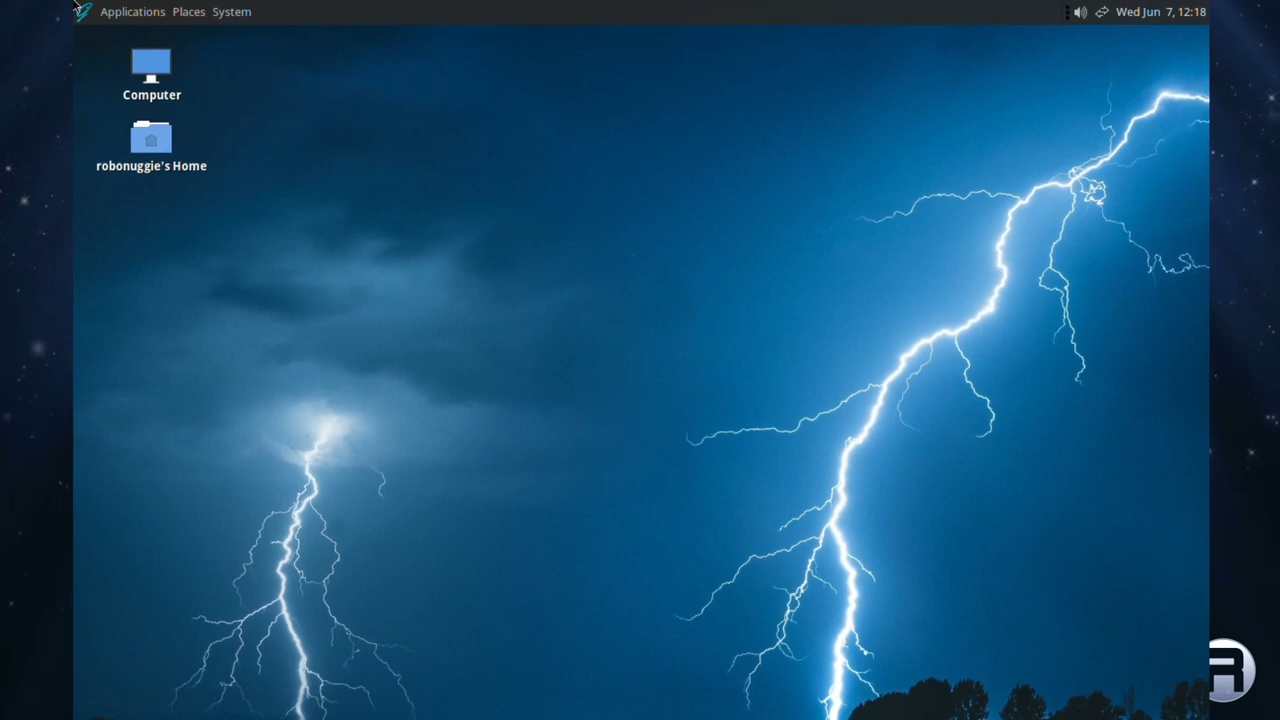 Applications Places System
Wed Jun 7, 12:18
Computer
robonuggie's Home
R